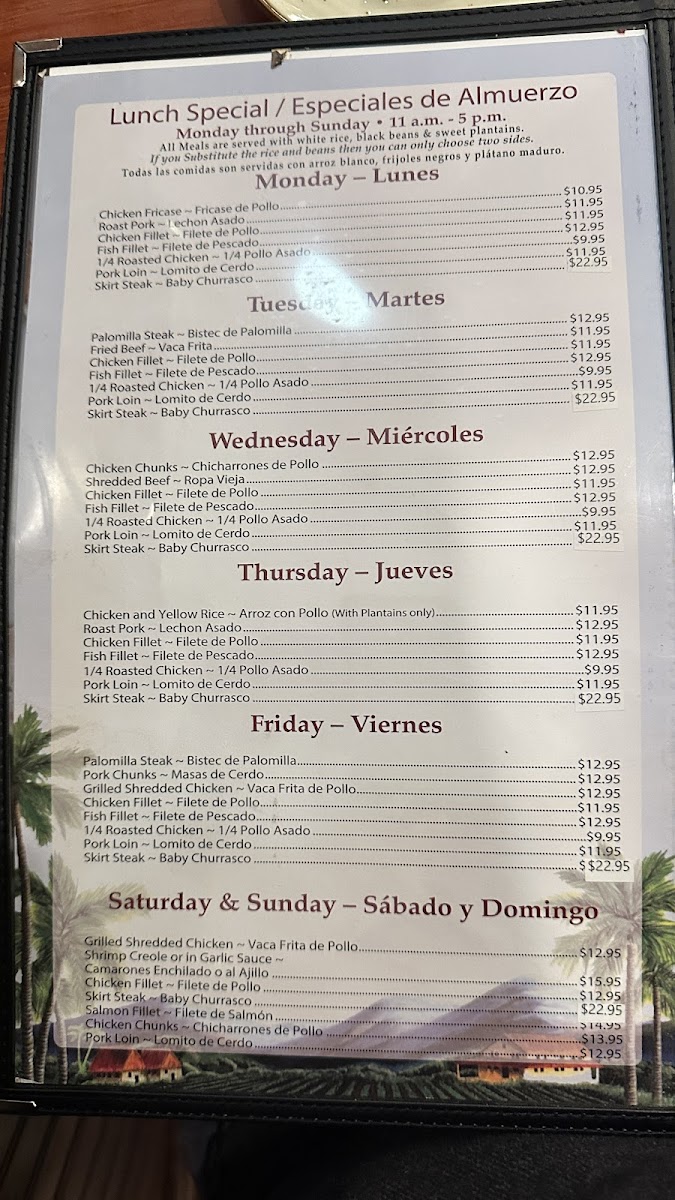 Lunch Special / Especiales de Almuerzo
Monday through Sunday • 11 a.m. - 5 p.m.
All Meals are served with white rice, black beans & sweet plantains.
If you Substitute the rice and beans then you can only choose two sides.
Todas las comidas son servidas con arroz blanco, frijoles negros y plátano maduro.
Monday – Lunes
Chicken Fricase ~ Fricase de Pollo $10.95
Roast Pork ~ Lechon Asado $11.95
Chicken Fillet ~ Filete de Pollo $11.95
Fish Fillet ~ Filete de Pescado $12.95
1/4 Roasted Chicken ~ 1/4 Pollo Asado $9.95
Pork Loin ~ Lomito de Cerdo $11.95
Skirt Steak ~ Baby Churrasco $22.95
Tuesday – Martes
Palomilla Steak ~ Bistec de Palomilla $12.95
Fried Beef ~ Vaca Frita $11.95
Chicken Fillet ~ Filete de Pollo $11.95
Fish Fillet ~ Filete de Pescado $12.95
1/4 Roasted Chicken ~ 1/4 Pollo Asado $9.95
Pork Loin ~ Lomito de Cerdo $11.95
Skirt Steak ~ Baby Churrasco $22.95
Wednesday – Miércoles
Chicken Chunks ~ Chicharrones de Pollo $12.95
Shredded Beef ~ Ropa Vieja $12.95
Chicken Fillet ~ Filete de Pollo $11.95
Fish Fillet ~ Filete de Pescado $12.95
1/4 Roasted Chicken ~ 1/4 Pollo Asado $9.95
Pork Loin ~ Lomito de Cerdo $11.95
Skirt Steak ~ Baby Churrasco $22.95
Thursday – Jueves
Chicken and Yellow Rice ~ Arroz con Pollo (With Plantains only) $11.95
Roast Pork ~ Lechon Asado $12.95
Chicken Fillet ~ Filete de Pollo $11.95
Fish Fillet ~ Filete de Pescado $12.95
1/4 Roasted Chicken ~ 1/4 Pollo Asado $9.95
Pork Loin ~ Lomito de Cerdo $11.95
Skirt Steak ~ Baby Churrasco $22.95
Friday – Viernes
Palomilla Steak ~ Bistec de Palomilla $12.95
Pork Chunks ~ Masas de Cerdo $12.95
Grilled Shredded Chicken ~ Vaca Frita de Pollo $12.95
Chicken Fillet ~ Filete de Pollo $11.95
Fish Fillet ~ Filete de Pescado $12.95
1/4 Roasted Chicken ~ 1/4 Pollo Asado $9.95
Pork Loin ~ Lomito de Cerdo $11.95
Skirt Steak ~ Baby Churrasco $ $22.95
Saturday & Sunday – Sábado y Domingo
Grilled Shredded Chicken ~ Vaca Frita de Pollo $12.95
Shrimp Creole or in Garlic Sauce ~
Camarones Enchilado o al Ajillo $15.95
Chicken Fillet ~ Filete de Pollo $12.95
Skirt Steak ~ Baby Churrasco $22.95
Salmon Fillet ~ Filete de Salmón $14.95
Chicken Chunks ~ Chicharrones de Pollo $13.95
Pork Loin ~ Lomito de Cerdo $12.95